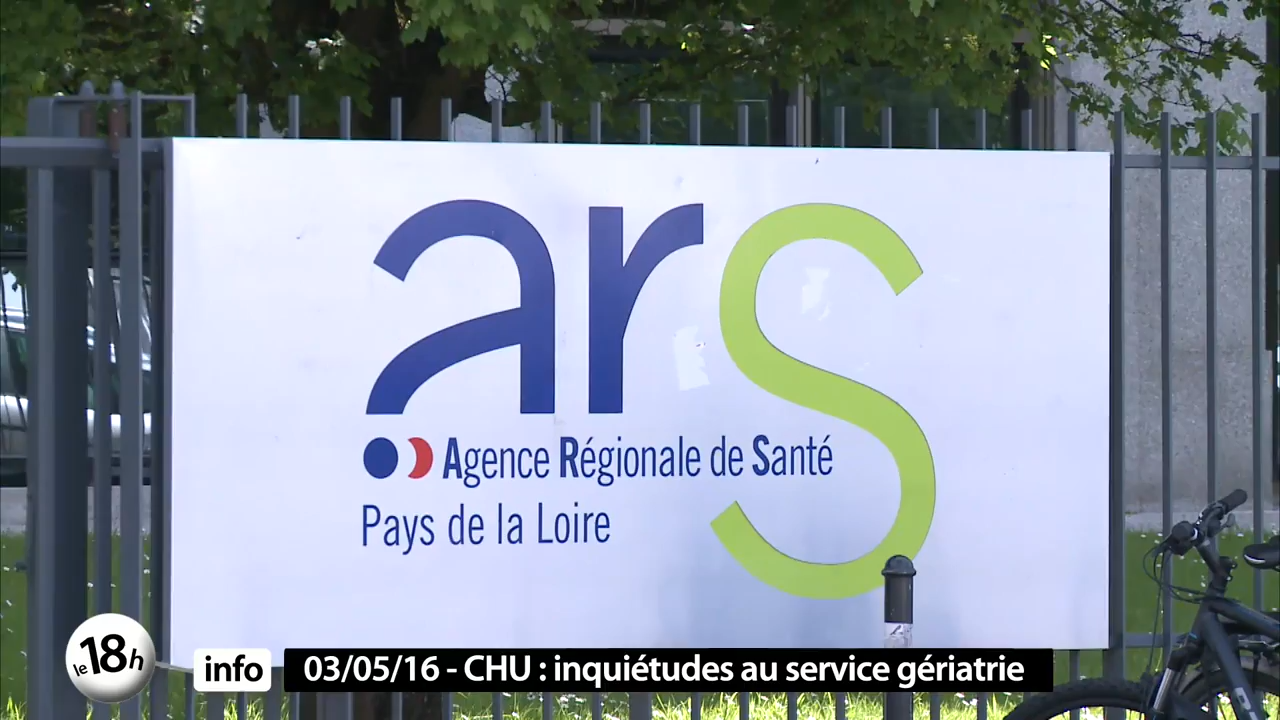 ars
Agence Régionale de Santé
Pays de la Loire
le 18h
info
03/05/16 - CHU : inquiétudes au service gériatrie